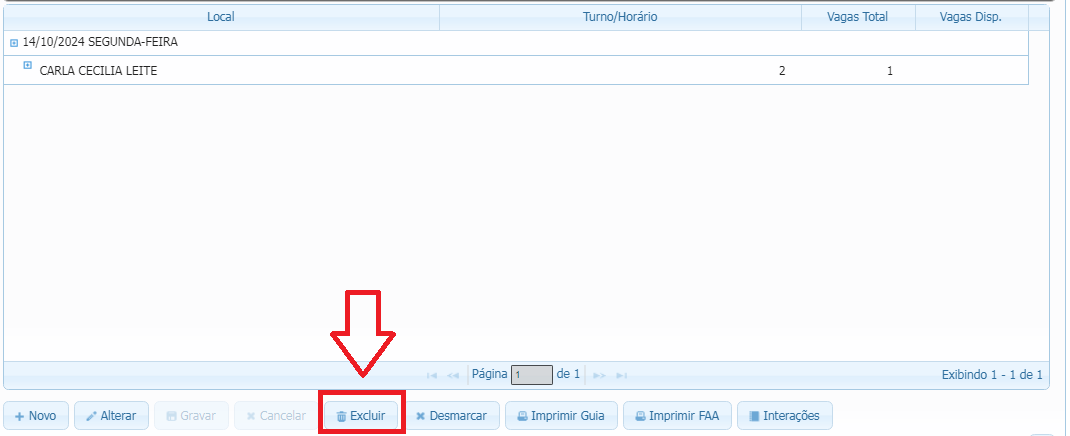 Local Turno/Horário Vagas Total Vagas Disp.
14/10/2024 SEGUNDA-FEIRA
CARLA CECILIA LEITE 2 1
Página 1 de 1 Exibindo 1 - 1 de 1
Novo Alterar Gravar Cancelar Excluir Desmarcar Imprimir Guia Imprimir FAA Interações